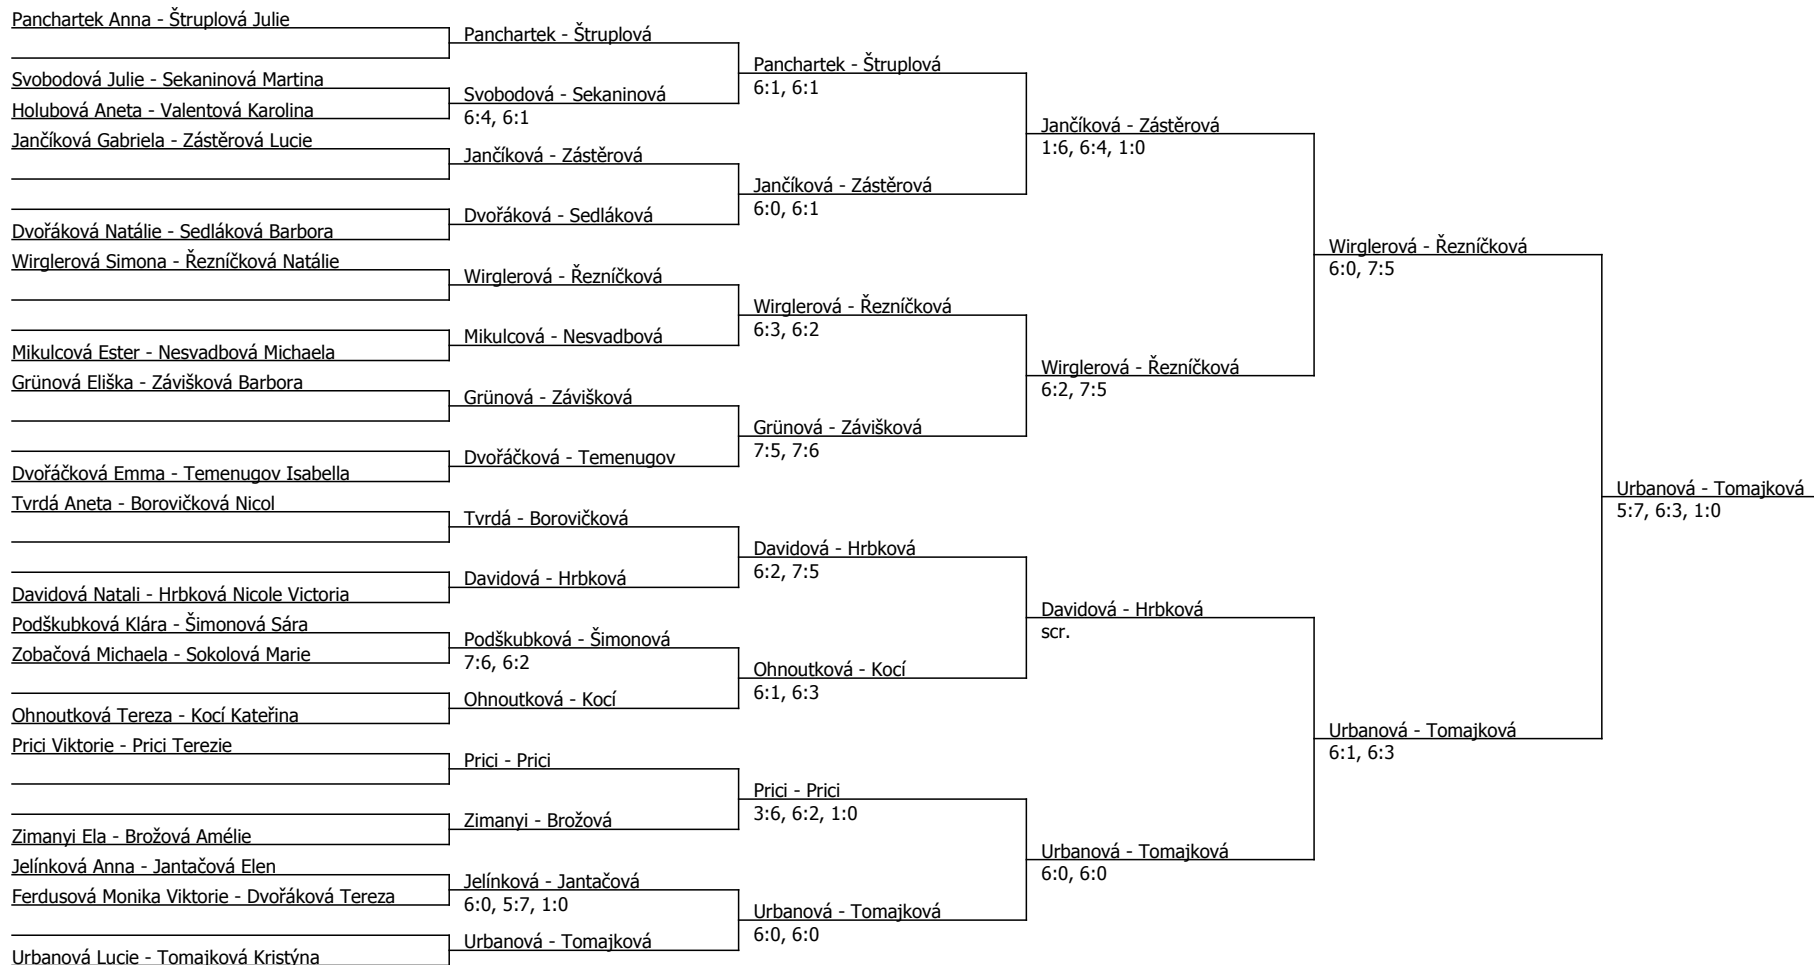 Panchartek Anna - Štruplová Julie
Svobodová Julie - Sekaninová Martina
Holubová Aneta - Valentová Karolina
Jančíková Gabriela - Zástěrová Lucie
Dvořáková Natálie - Sedláková Barbora
Wirglerová Simona - Řezníčková Natálie
Mikulcová Ester - Nesvadbová Michaela
Grünová Eliška - Závišková Barbora
Dvořáčková Emma - Temenugov Isabella
Tvrdá Aneta - Borovičková Nicol
Davidová Natali - Hrbková Nicole Victoria
Podškubková Klára - Šimonová Sára
Zobačová Michaela - Sokolová Marie
Ohnoutková Tereza - Kocí Kateřina
Prici Viktorie - Prici Terezie
Zimanyi Ela - Brožová Amélie
Jelínková Anna - Jantačová Elen
Ferdusová Monika Viktorie - Dvořáková Tereza
Urbanová Lucie - Tomajková Kristýna
Panchartek - Štruplová
Svobodová - Sekaninová
6:4, 6:1
Jančíková - Zástěrová
Dvořáková - Sedláková
Wirglerová - Řezníčková
Mikulcová - Nesvadbová
Grünová - Závišková
Dvořáčková - Temenugov
Tvrdá - Borovičková
Davidová - Hrbková
Podškubková - Šimonová
7:6, 6:2
Ohnoutková - Kocí
Prici - Prici
Zimanyi - Brožová
Jelínková - Jantačová
6:0, 5:7, 1:0
Urbanová - Tomajková
Panchartek - Štruplová
6:1, 6:1
Jančíková - Zástěrová
6:0, 6:1
Wirglerová - Řezníčková
6:3, 6:2
Grünová - Závišková
7:5, 7:6
Davidová - Hrbková
6:2, 7:5
Ohnoutková - Kocí
6:1, 6:3
Prici - Prici
3:6, 6:2, 1:0
Urbanová - Tomajková
6:0, 6:0
Jančíková - Zástěrová
1:6, 6:4, 1:0
Wirglerová - Řezníčková
6:2, 7:5
Davidová - Hrbková
scr.
Urbanová - Tomajková
6:0, 6:0
Wirglerová - Řezníčková
6:0, 7:5
Urbanová - Tomajková
6:1, 6:3
Urbanová - Tomajková
5:7, 6:3, 1:0